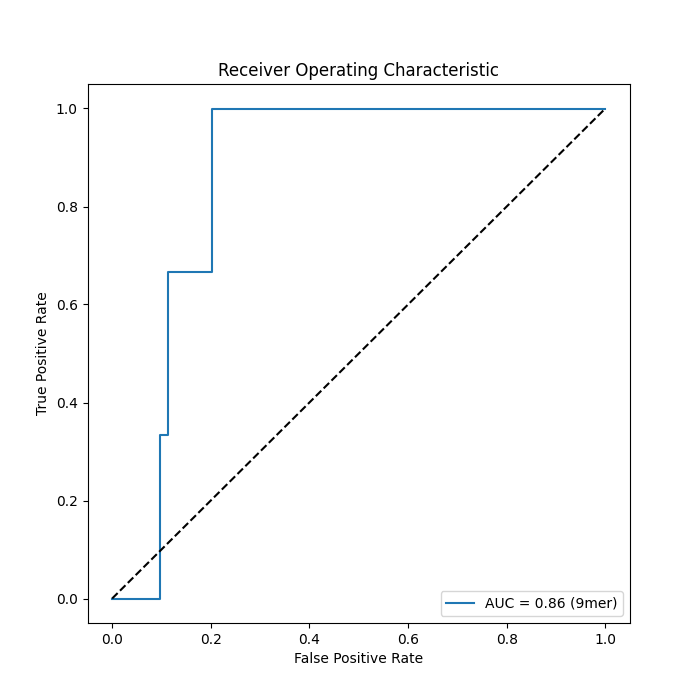 Receiver Operating Characteristic
True Positive Rate
1.0
0.8
0.6
0.4
0.2
0.0
AUC = 0.86 (9mer)
0.0 0.2 0.4 0.6 0.8 1.0
False Positive Rate